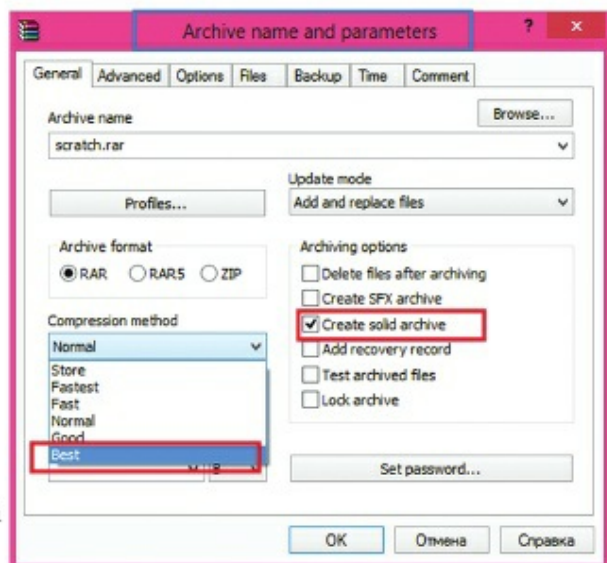 Archive name and parameters
? ×
General Advanced Options Files Backup Time Comment
Archive name
Browse...
scratch.rar
Profiles...
Update mode
Add and replace files
Archive format
RAR RAR5 ZIP
Compression method
Normal
Store
Fastest
Fast
Normal
Good
Best
Archiving options
Delete files after archiving
Create SFX archive
Create solid archive
Add recovery record
Test archived files
Lock archive
Set password...
OK Отмена Справка